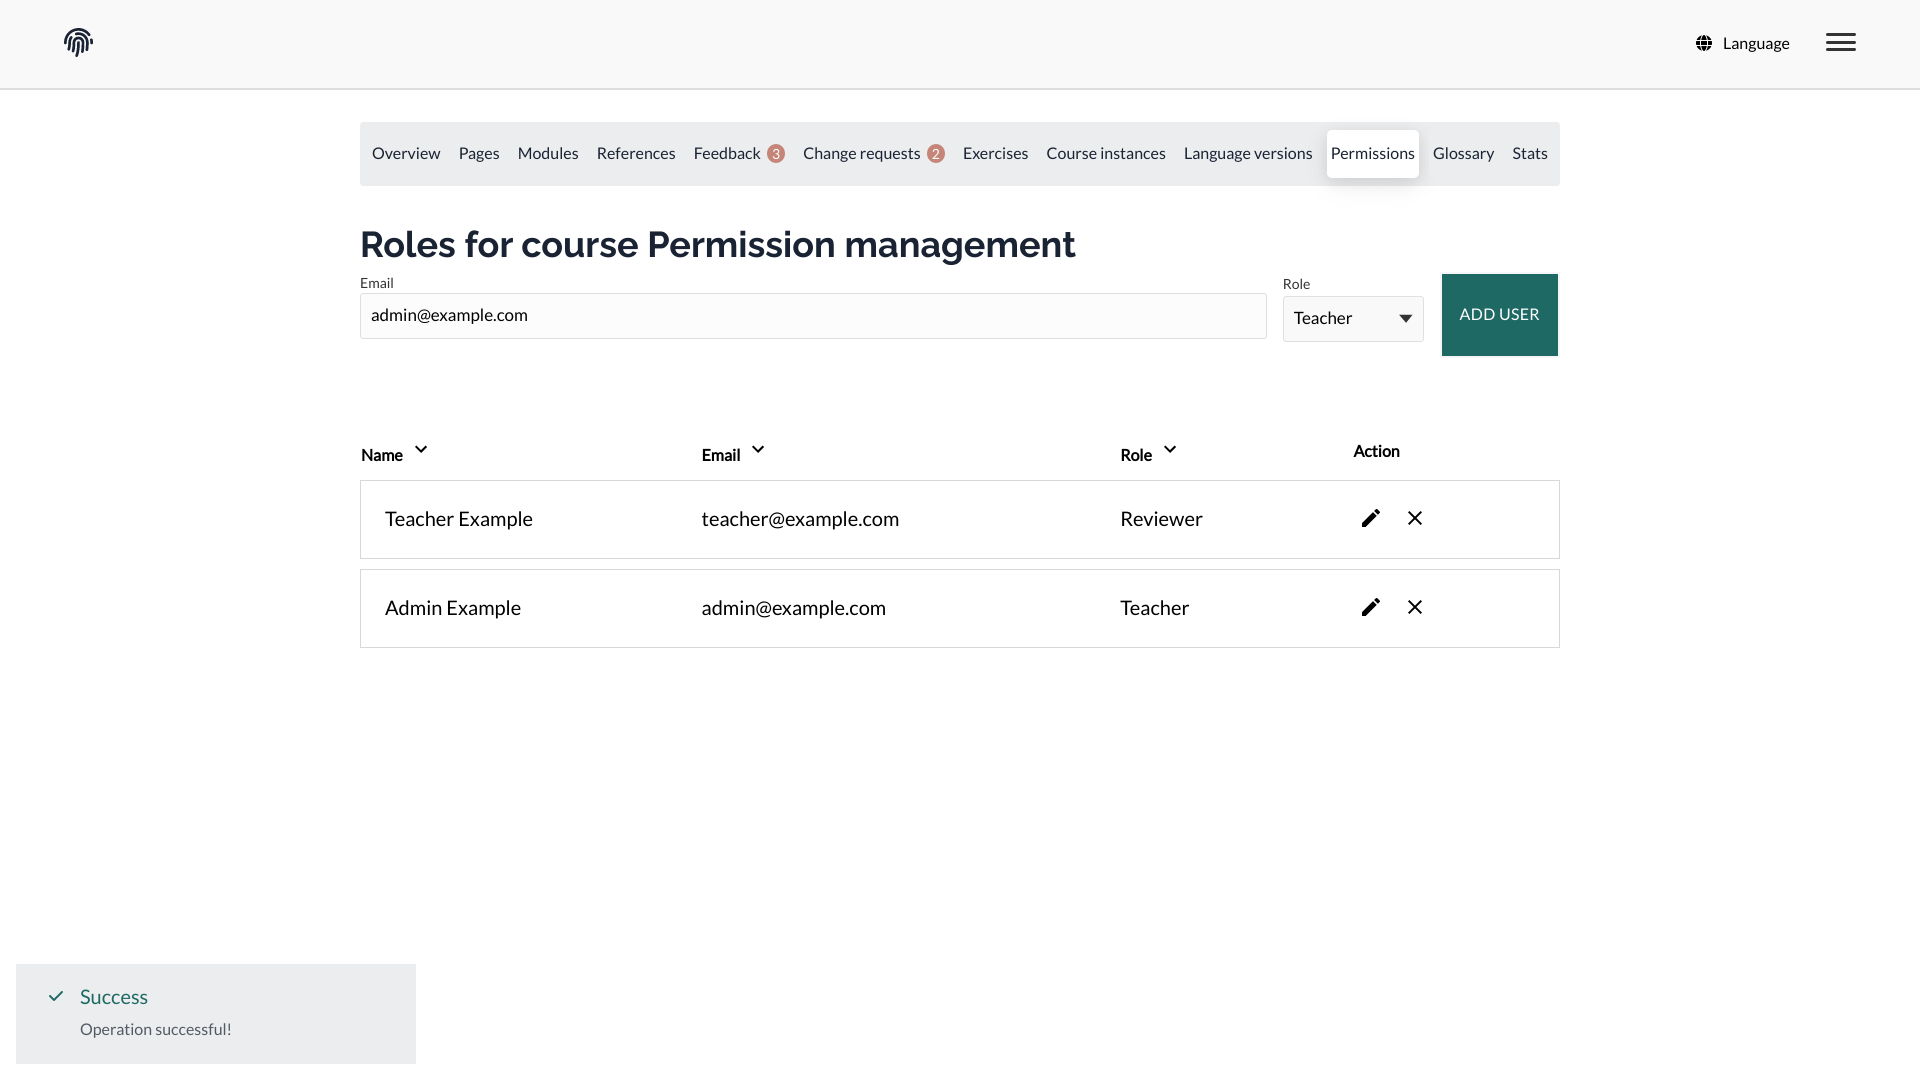 Language
Overview Pages Modules References Feedback 3 Change requests 2 Exercises Course instances Language versions Permissions Glossary Stats
Roles for course Permission management
Email
admin@example.com
Role
Teacher
ADD USER
Name Email Role Action
Teacher Example teacher@example.com Reviewer
Admin Example admin@example.com Teacher
Success
Operation successful!